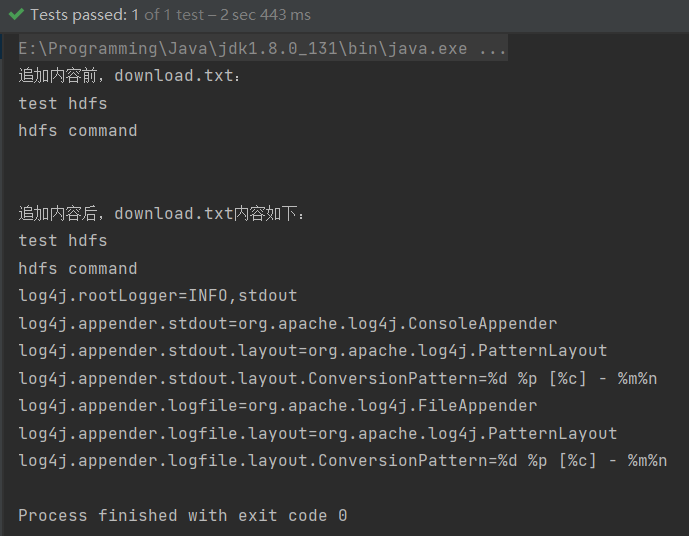 Tests passed: 1 of 1 test – 2 sec 443 ms
E:\Programming\Java\jdk1.8.0_131\bin\java.exe ...
追加内容前，download.txt：
test hdfs
hdfs command
追加内容后，download.txt内容如下：
test hdfs
hdfs command
log4j.rootLogger=INFO,stdout
log4j.appender.stdout=org.apache.log4j.ConsoleAppender
log4j.appender.stdout.layout=org.apache.log4j.PatternLayout
log4j.appender.stdout.layout.ConversionPattern=%d %p [%c] - %m%n
log4j.appender.logfile=org.apache.log4j.FileAppender
log4j.appender.logfile.layout=org.apache.log4j.PatternLayout
log4j.appender.logfile.layout.ConversionPattern=%d %p [%c] - %m%n
Process finished with exit code 0